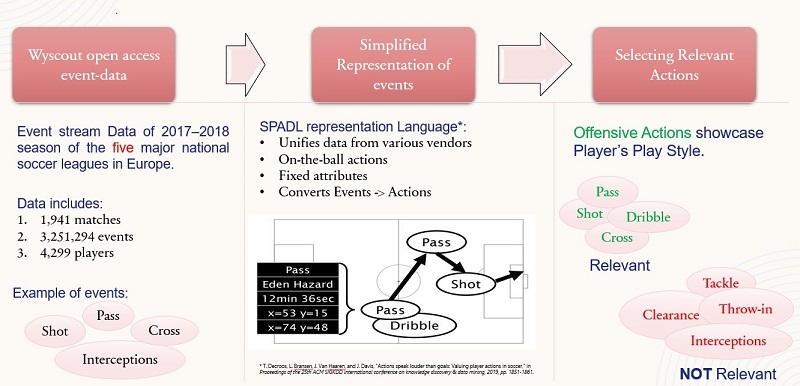 Wyscout open access
event-data
Simplified
Representation of
events
Selecting Relevant
Actions
Event stream Data of 2017–2018
season of the five major national
soccer leagues in Europe.
Data includes:
1. 1,941 matches
2. 3,251,294 events
3. 4,299 players
Example of events:
Pass
Shot
Cross
Interceptions
SPADL representation Language*:
• Unifies data from various vendors
• On-the-ball actions
• Fixed attributes
• Converts Events -> Actions
Pass
Eden Hazard
12min 36sec
x=53 y=15
x=74 y=48
Pass
Shot
Pass
Dribble
* T. Decroos, L. Bransen, J. Van Haaren, and J. Davis, "Actions speak louder than goals: Valuing player actions in soccer," in
Proceedings of the 25th ACM SIGKDD international conference on knowledge discovery & data mining, 2019, pp. 1851-1861.
Offensive Actions showcase
Player's Play Style.
Pass
Shot
Dribble
Cross
Relevant
Tackle
Clearance
Throw-in
Interceptions
NOT Relevant